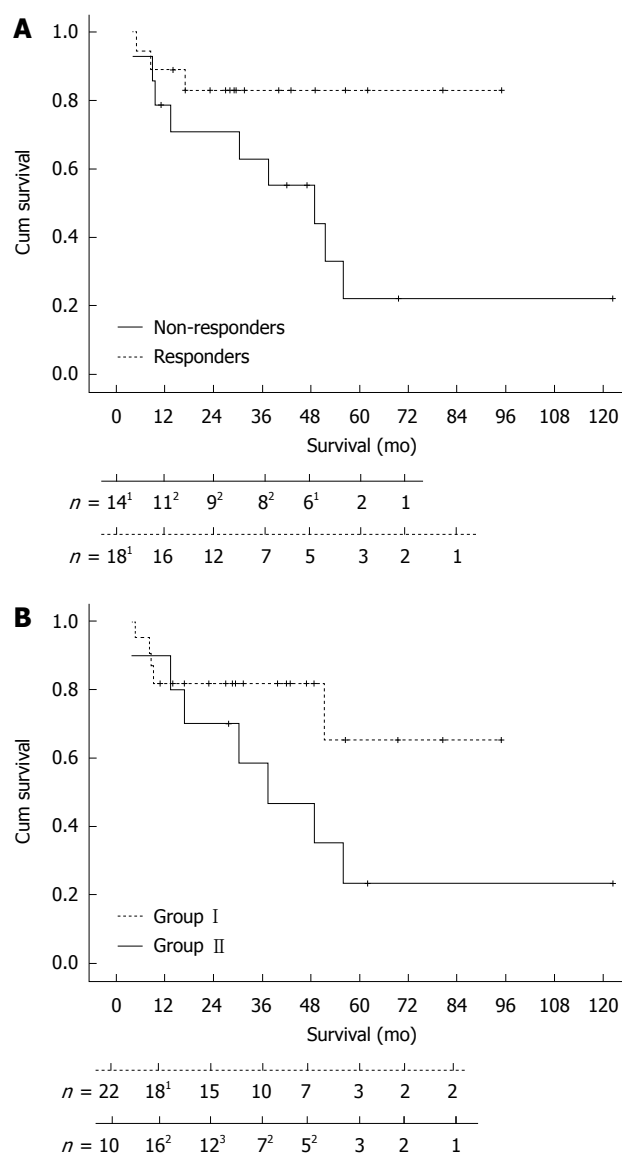 A
1.0
0.8
0.6
0.4
0.2
0.0
Cum survival
Non-responders
Responders
0 12 24 36 48 60 72 84 96 108 120
Survival (mo)
n = 14¹ 11² 9² 8² 6¹ 2 1
n = 18¹ 16 12 7 5 3 2 1
B
1.0
0.8
0.6
0.4
0.2
0.0
Cum survival
Group Ⅰ
Group Ⅱ
0 12 24 36 48 60 72 84 96 108 120
Survival (mo)
n = 22 18¹ 15 10 7 3 2 2
n = 10 16² 12³ 7² 5² 3 2 1